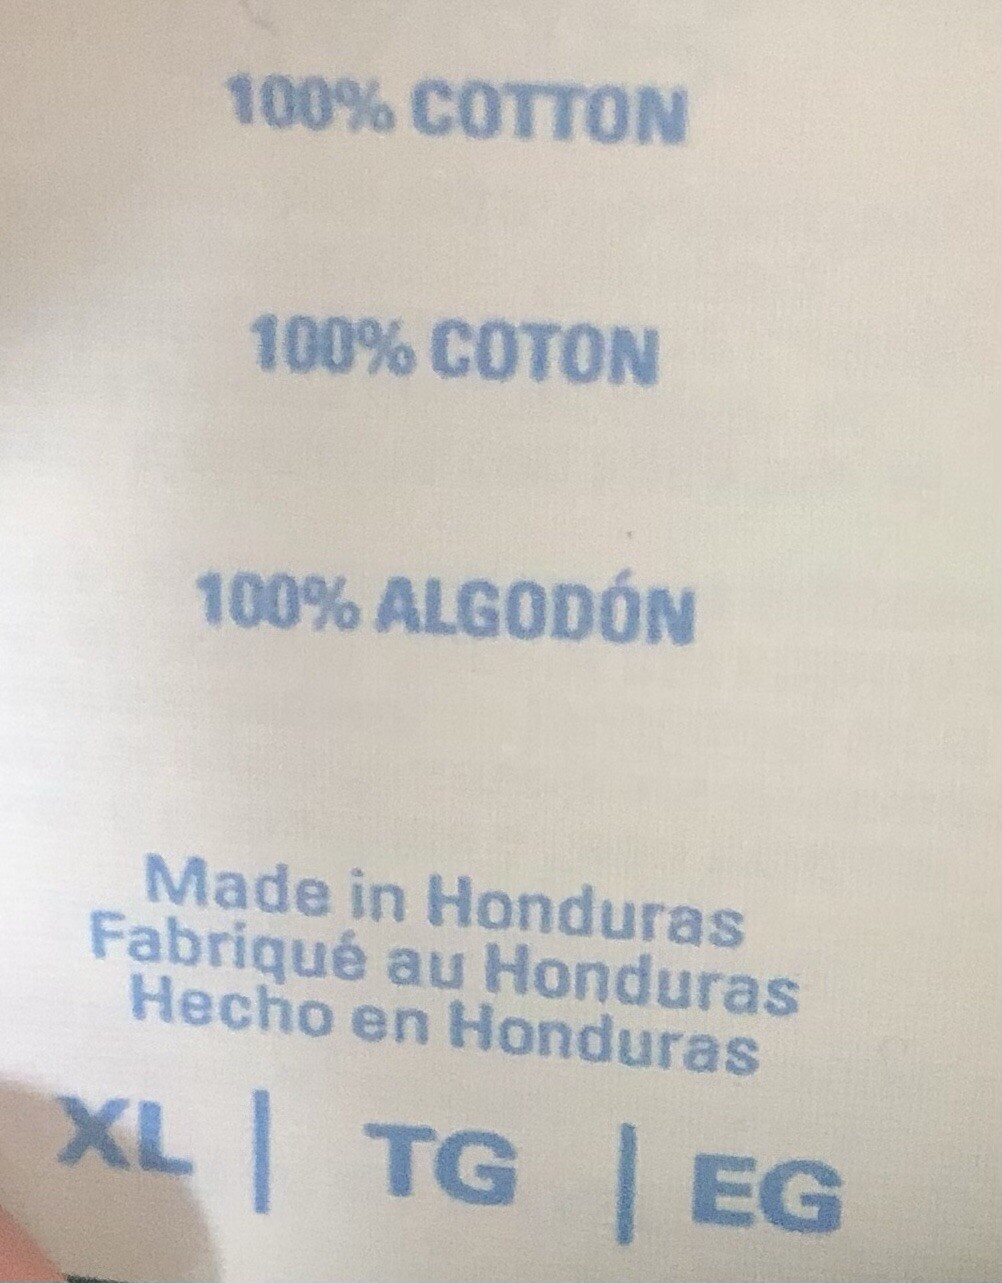 100% COTTON
100% COTON
100% ALGODÓN
Made in Honduras
Fabriqué au Honduras
Hecho en Honduras
XL | TG | EG